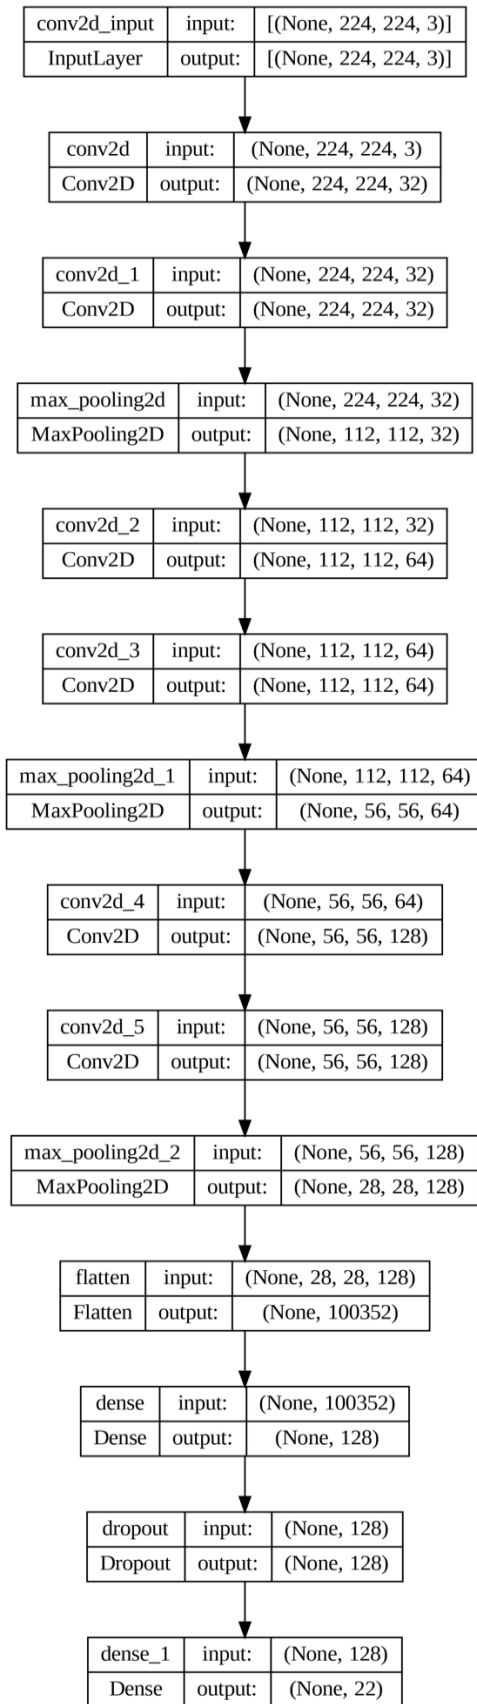 conv2d_input input: [(None, 224, 224, 3)]
InputLayer output: [(None, 224, 224, 3)]
conv2d input: (None, 224, 224, 3)
Conv2D output: (None, 224, 224, 32)
conv2d_1 input: (None, 224, 224, 32)
Conv2D output: (None, 224, 224, 32)
max_pooling2d input: (None, 224, 224, 32)
MaxPooling2D output: (None, 112, 112, 32)
conv2d_2 input: (None, 112, 112, 32)
Conv2D output: (None, 112, 112, 64)
conv2d_3 input: (None, 112, 112, 64)
Conv2D output: (None, 112, 112, 64)
max_pooling2d_1 input: (None, 112, 112, 64)
MaxPooling2D output: (None, 56, 56, 64)
conv2d_4 input: (None, 56, 56, 64)
Conv2D output: (None, 56, 56, 128)
conv2d_5 input: (None, 56, 56, 128)
Conv2D output: (None, 56, 56, 128)
max_pooling2d_2 input: (None, 56, 56, 128)
MaxPooling2D output: (None, 28, 28, 128)
flatten input: (None, 28, 28, 128)
Flatten output: (None, 100352)
dense input: (None, 100352)
Dense output: (None, 128)
dropout input: (None, 128)
Dropout output: (None, 128)
dense_1 input: (None, 128)
Dense output: (None, 22)